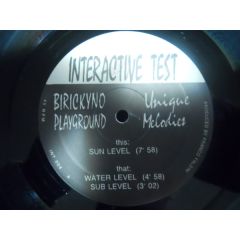 INTERACTIVE TEST
BIRICKYNO
PLAYGROUND
Unique
Melodies
this:
SUN LEVEL (7' 58)
that:
WATER LEVEL (4' 58)
SUB LEVEL (3' 02)